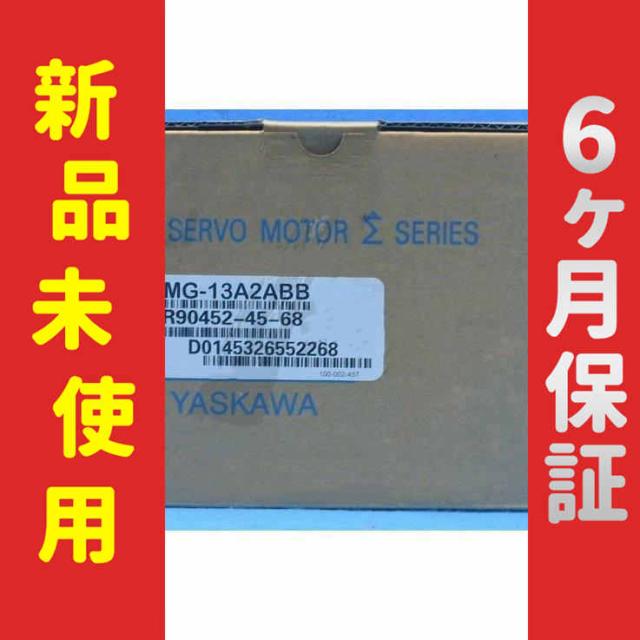 新品未使用
SERVO MOTOR Σ SERIES
MG-13A2ABB
R90452-45-68
D0145326552268
100-002-457
YASKAWA
6ヶ月保証